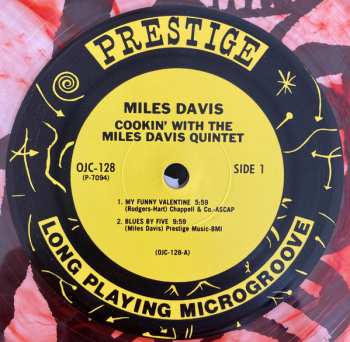 PRESTIGE
MILES DAVIS
COOKIN' WITH THE
MILES DAVIS QUINTET
OJC-128
(P-7094)
SIDE 1
1. MY FUNNY VALENTINE 5:59
(Rodgers-Hart) Chappell & Co.-ASCAP
2. BLUES BY FIVE 9:59
(Miles Davis) Prestige Music-BMI
(OJC-128-A)
LONG PLAYING MICROGROOVE